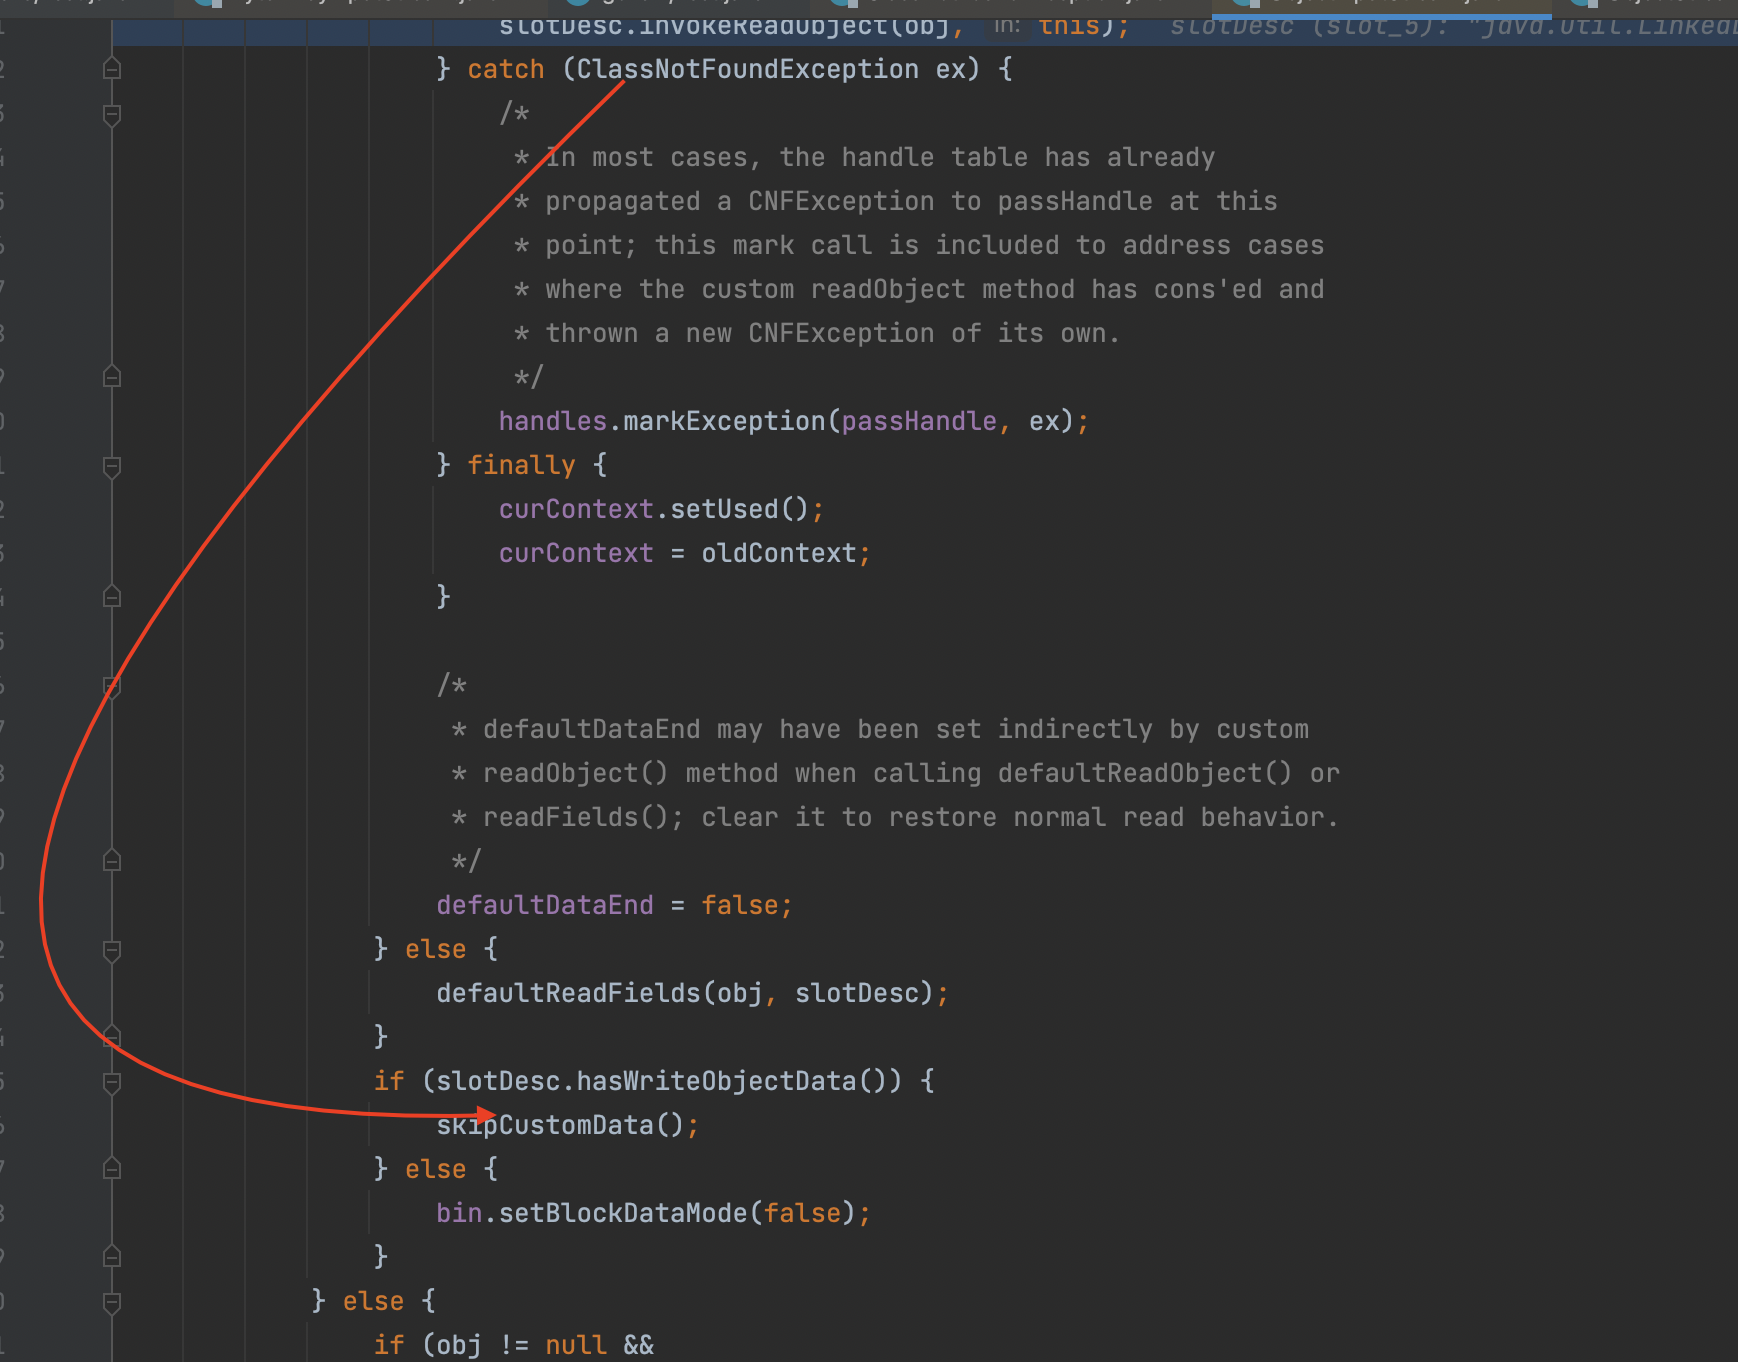 slotDesc.invokeReadObject(obj, in: this); slotDesc (slot_5): "java.util.Linked
} catch (ClassNotFoundException ex) {
/*
* In most cases, the handle table has already
* propagated a CNFException to passHandle at this
* point; this mark call is included to address cases
* where the custom readObject method has cons'ed and
* thrown a new CNFException of its own.
*/
handles.markException(passHandle, ex);
} finally {
curContext.setUsed();
curContext = oldContext;
}
/*
* defaultDataEnd may have been set indirectly by custom
* readObject() method when calling defaultReadObject() or
* readFields(); clear it to restore normal read behavior.
*/
defaultDataEnd = false;
} else {
defaultReadFields(obj, slotDesc);
}
if (slotDesc.hasWriteObjectData()) {
skipCustomData();
} else {
bin.setBlockDataMode(false);
}
} else {
if (obj != null &&